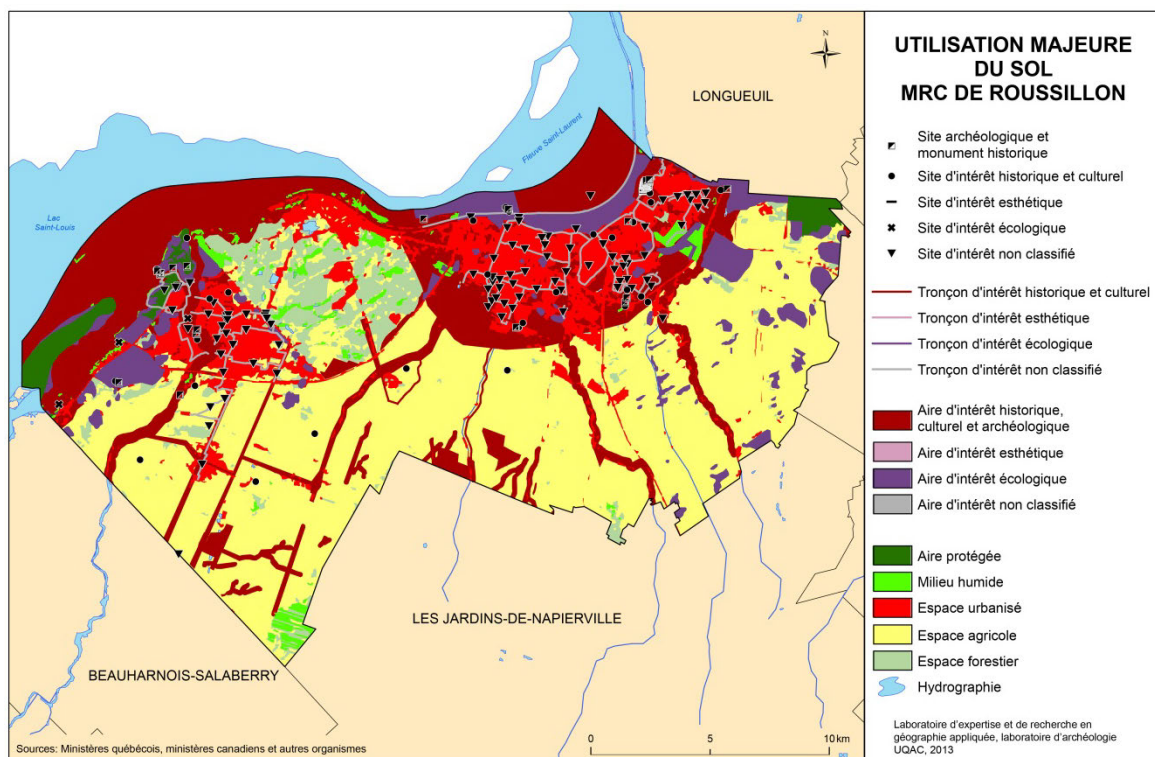 UTILISATION MAJEURE
DU SOL
MRC DE ROUSSILLON
N
LONGUEUIL
Fleuve Saint-Laurent
Lac
Saint-Louis
LES JARDINS-DE-NAPIERVILLE
BEAUHARNOIS-SALABERRY
Sources: Ministères québécois, ministères canadiens et autres organismes
0 5 10 km
Site archéologique et
monument historique
Site d'intérêt historique et culturel
Site d'intérêt esthétique
Site d'intérêt écologique
Site d'intérêt non classifié
Tronçon d'intérêt historique et culturel
Tronçon d'intérêt esthétique
Tronçon d'intérêt écologique
Tronçon d'intérêt non classifié
Aire d'intérêt historique,
culturel et archéologique
Aire d'intérêt esthétique
Aire d'intérêt écologique
Aire d'intérêt non classifié
Aire protégée
Milieu humide
Espace urbanisé
Espace agricole
Espace forestier
Hydrographie
Laboratoire d'expertise et de recherche en
géographie appliquée, laboratoire d'archéologie
UQAC, 2013